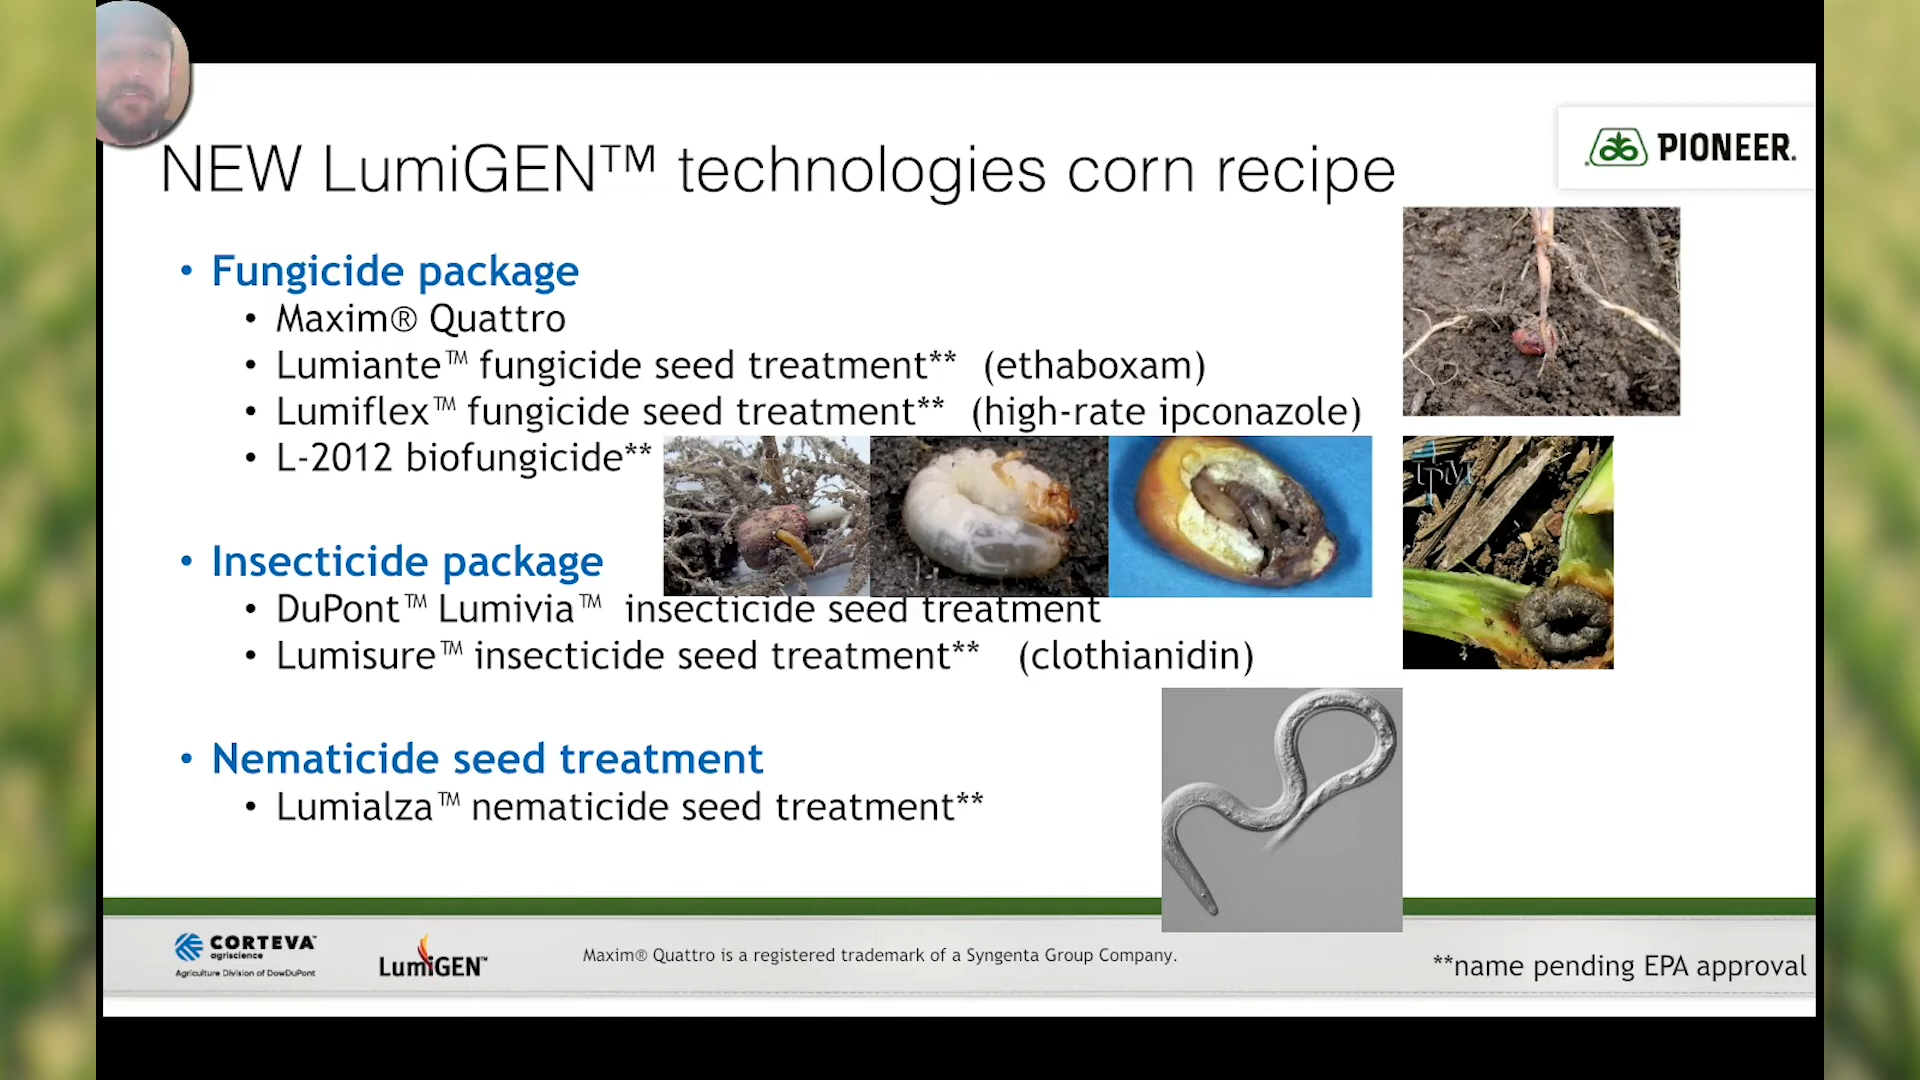 NEW LumiGEN™ technologies corn recipe
PIONEER.
• Fungicide package
• Maxim® Quattro
• Lumiante™ fungicide seed treatment** (ethaboxam)
• Lumiflex™ fungicide seed treatment** (high-rate ipconazole)
• L-2012 biofungicide**
• Insecticide package
• DuPont™ Lumivia™ insecticide seed treatment
• Lumisure™ insecticide seed treatment** (clothianidin)
• Nematicide seed treatment
• Lumialza™ nematicide seed treatment**
CORTEVA™
agriscience
Agriculture Division of DowDuPont
LumiGEN™
Maxim® Quattro is a registered trademark of a Syngenta Group Company.
**name pending EPA approval